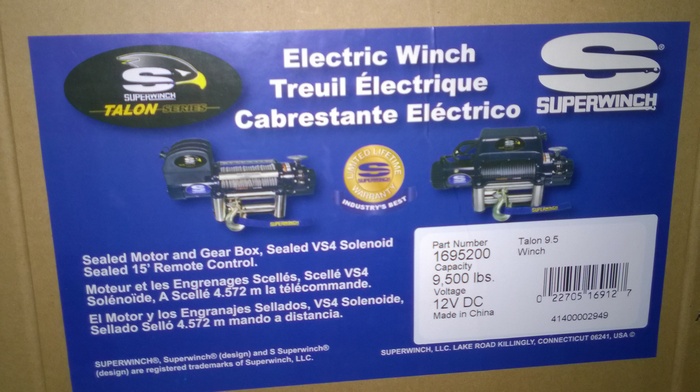 Electric Winch
Treuil Électrique
Cabrestante Eléctrico
S
SUPERWINCH
TALON SERIES
S ®
SUPERWINCH
LIMITED LIFETIME
S
SUPERWINCH
WARRANTY
INDUSTRY'S BEST
Sealed Motor and Gear Box, Sealed VS4 Solenoid
Sealed 15' Remote Control.
Moteur et les Engrenages Scellés, Scellé VS4
Solénoïde, A Scellé 4.572 m la télécommande.
El Motor y los Engranajes Sellados, VS4 Solenoide,
Sellado Selló 4.572 m mando a distancia.
Part Number
1695200
Capacity
9,500 lbs.
Voltage
12V DC
Made in China
Talon 9.5
Winch
0 22705 16912 7
41400002949
SUPERWINCH®, Superwinch® (design) and S Superwinch®
(design) are registered trademarks of Superwinch, LLC.
SUPERWINCH, LLC. LAKE ROAD KILLINGLY, CONNECTICUT 06241, USA ©